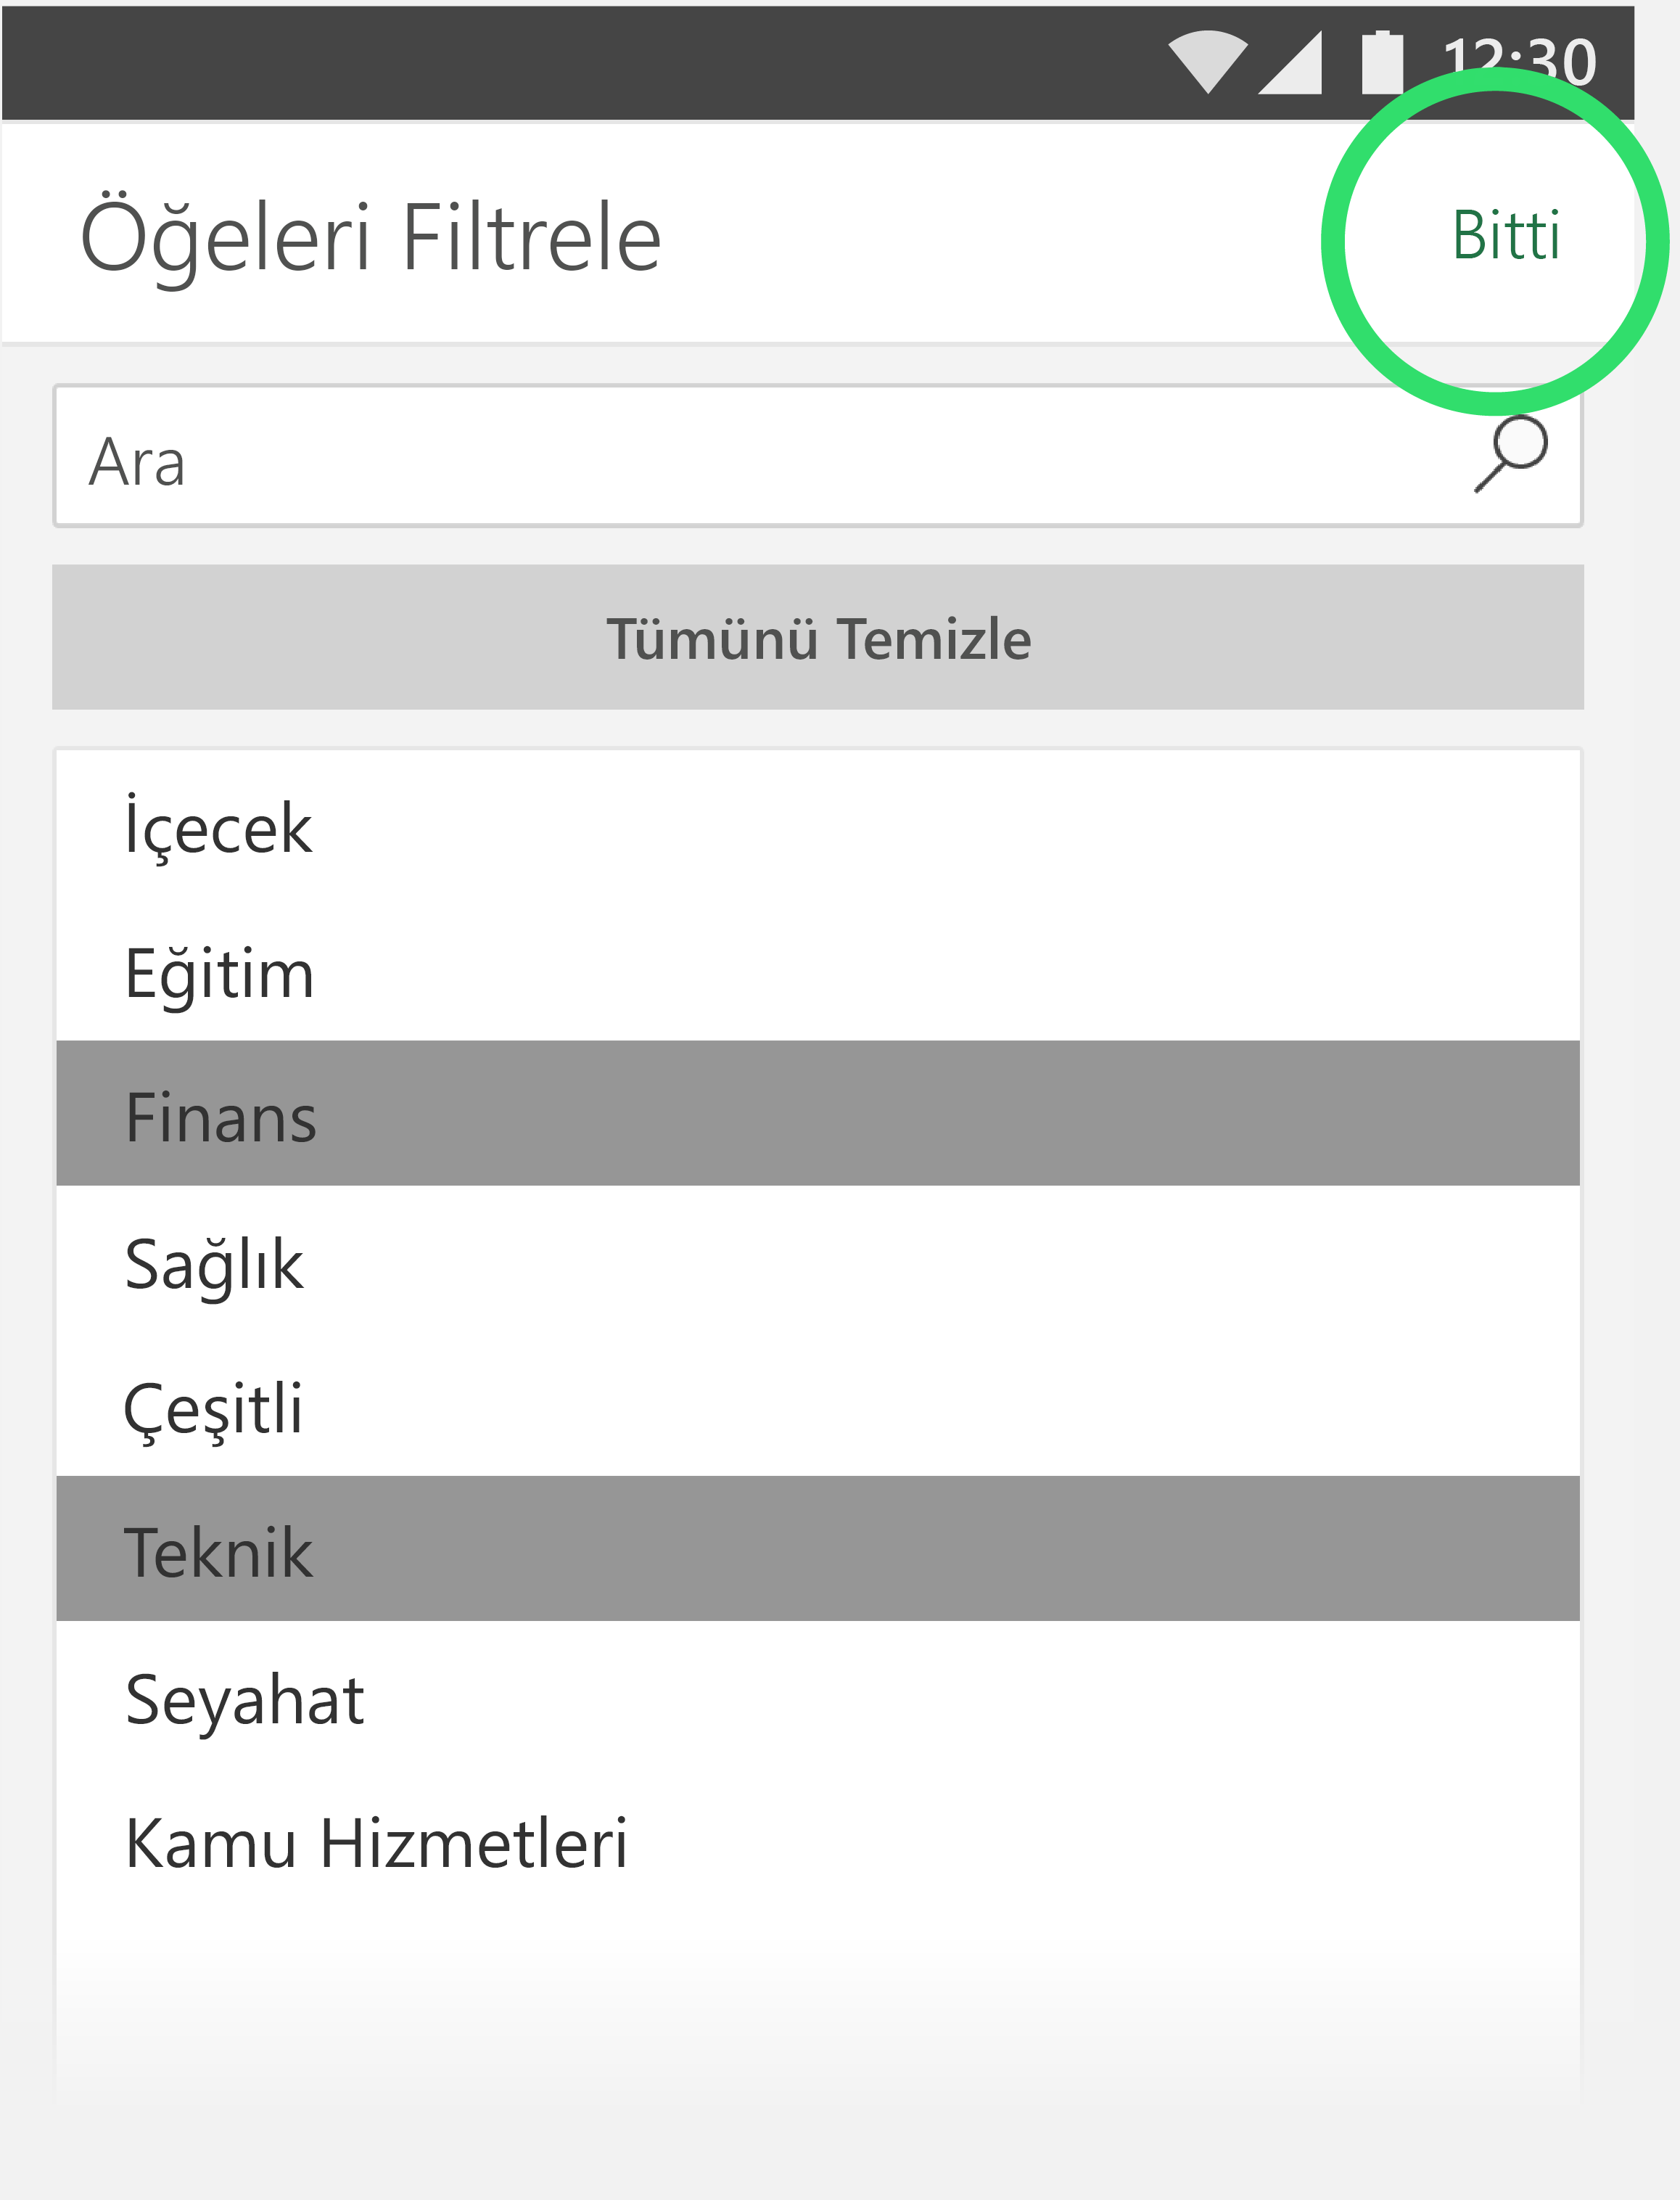 12:30
Öğeleri Filtrele
Bitti
Ara
Tümünü Temizle
İçecek
Eğitim
Finans
Sağlık
Çeşitli
Teknik
Seyahat
Kamu Hizmetleri